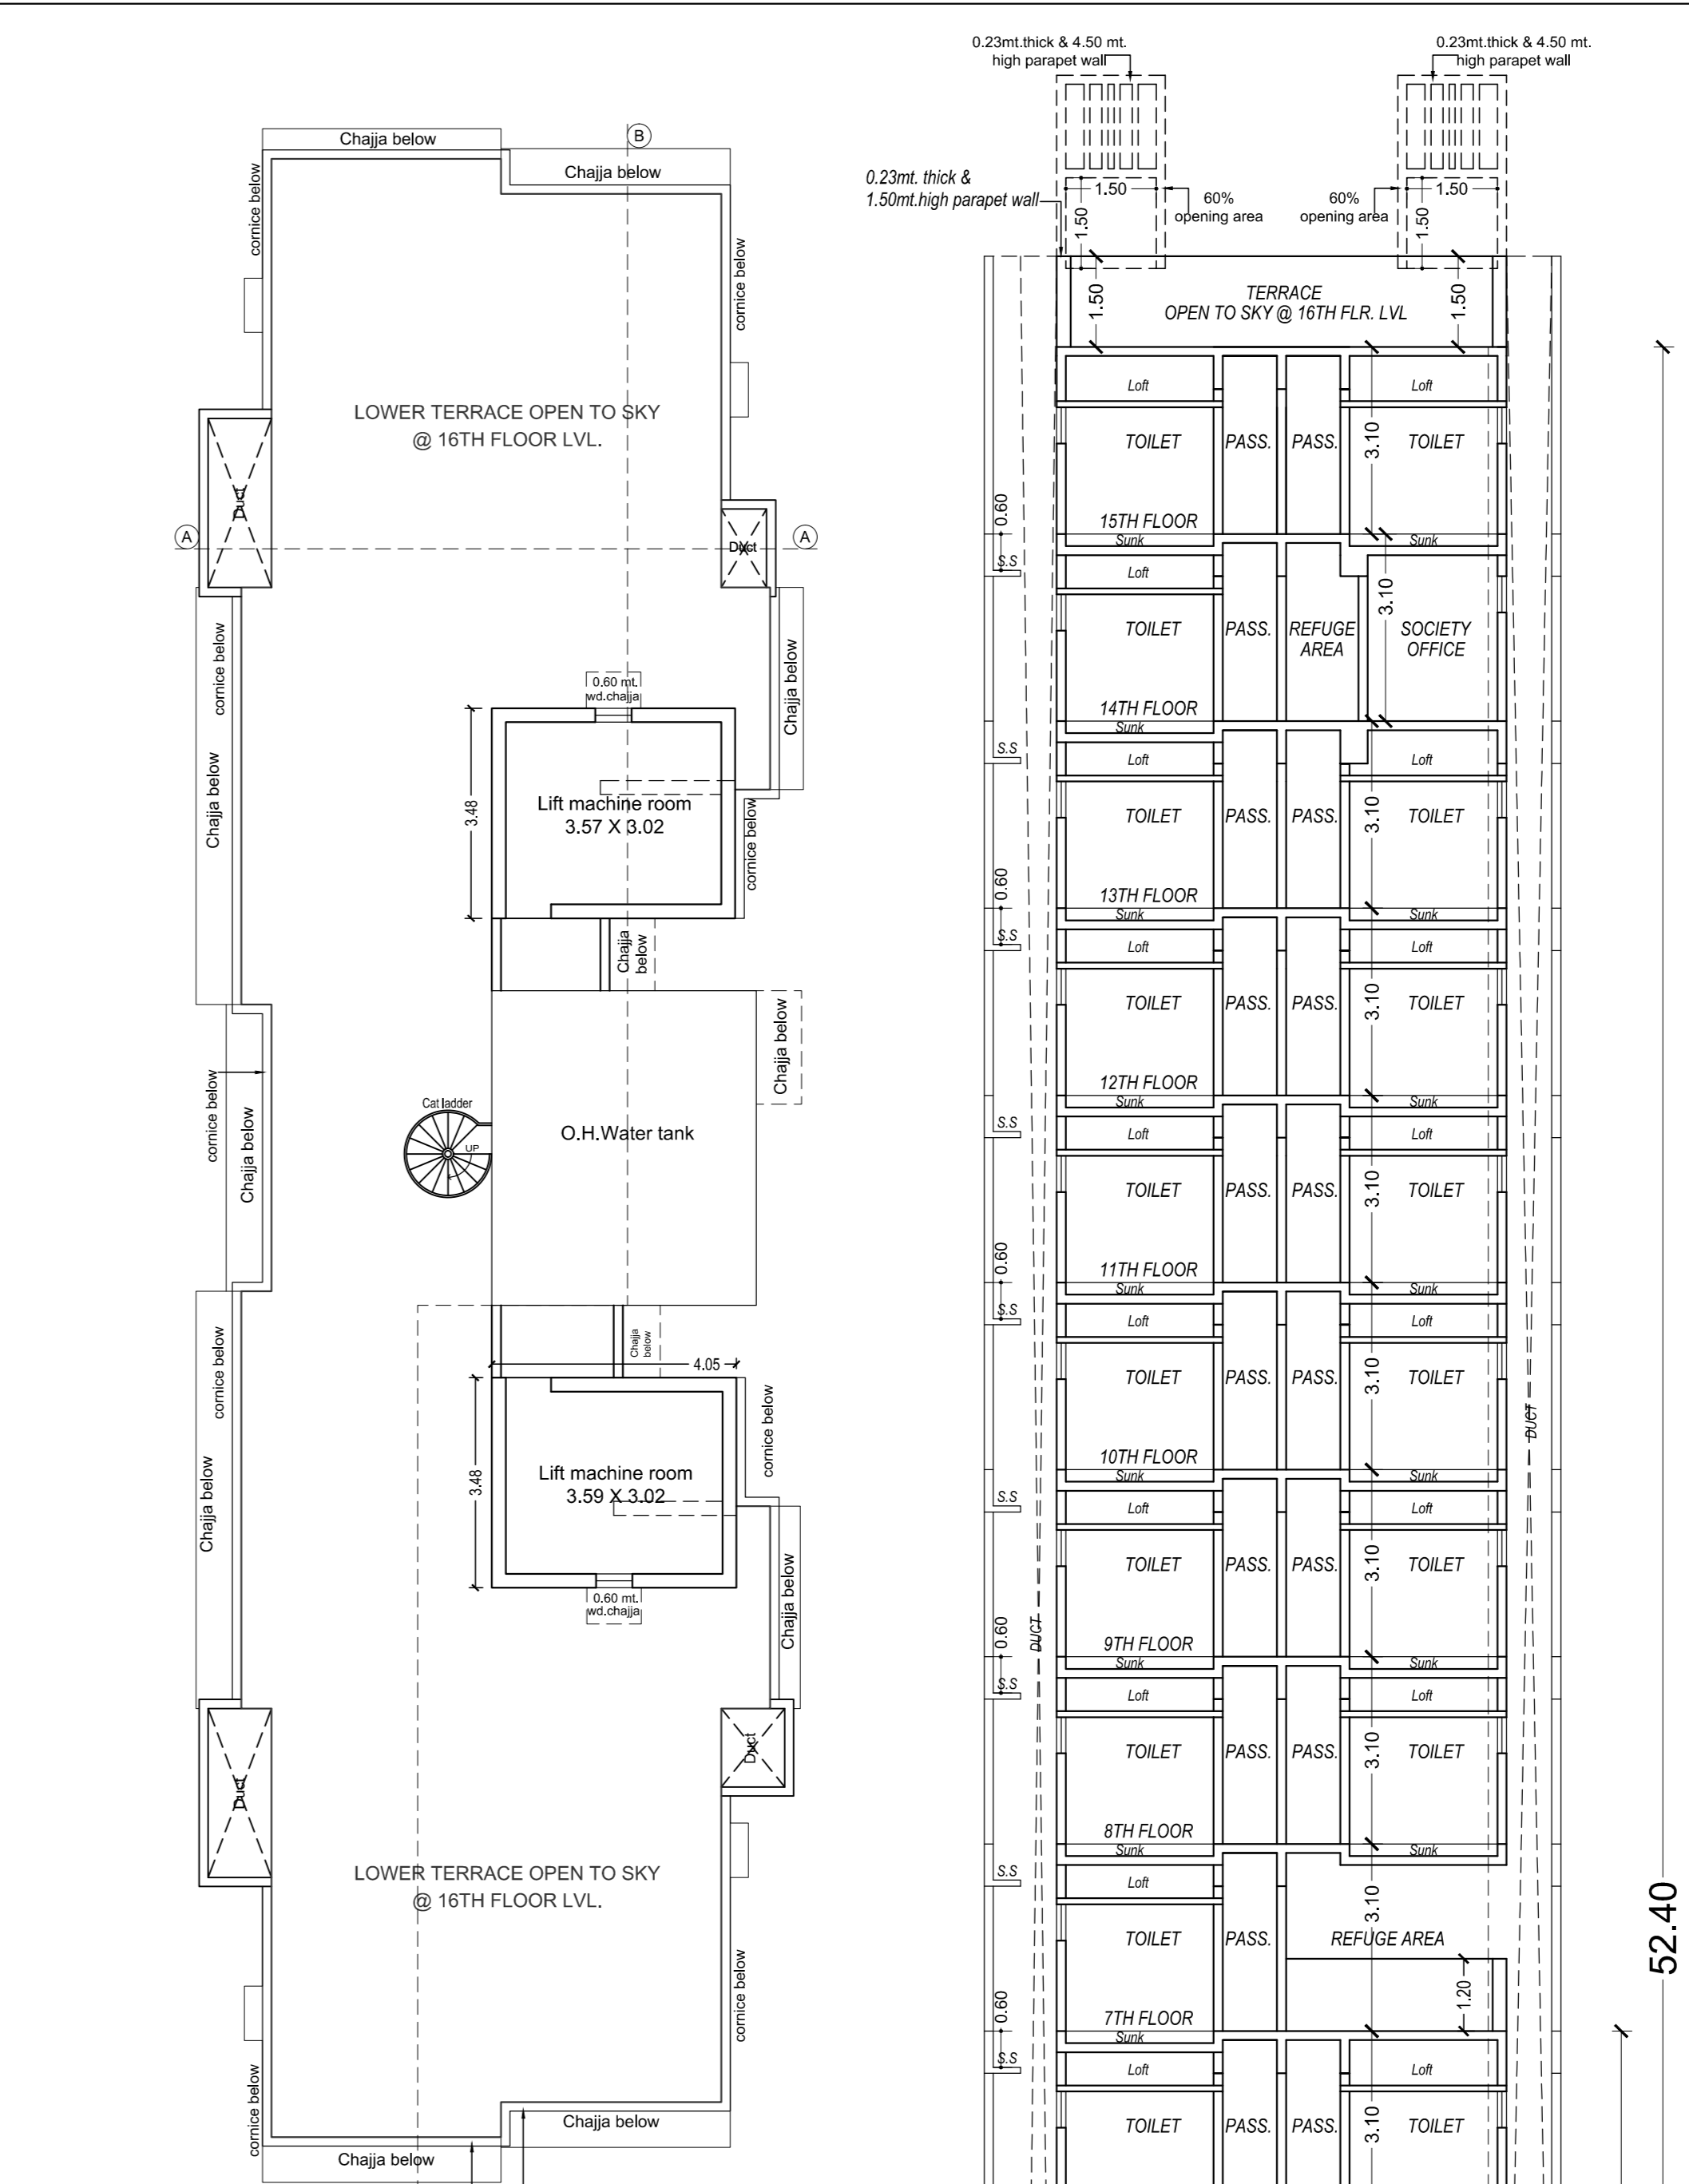 Chajja below
B
Chajja below
cornice below
cornice below
LOWER TERRACE OPEN TO SKY
@ 16TH FLOOR LVL.
Duct
A
Duct
A
cornice below
Chajja below
0.60 mt.
wd.chajja
3.48
Lift machine room
3.57 X 3.02
Chajja below
cornice below
Chajja
below
Chajja below
cornice below
Chajja below
Cat ladder
UP
O.H.Water tank
Chajja
below
4.05
cornice below
cornice below
3.48
Lift machine room
3.59 X 3.02
Chajja below
0.60 mt.
wd.chajja
Chajja below
Duct
Duct
LOWER TERRACE OPEN TO SKY
@ 16TH FLOOR LVL.
cornice below
cornice below
Chajja below
Chajja below
0.23mt.thick & 4.50 mt.
high parapet wall
0.23mt.thick & 4.50 mt.
high parapet wall
0.23mt. thick &
1.50mt.high parapet wall
1.50
1.50
60%
opening area
60%
opening area
1.50
1.50
1.50
TERRACE
OPEN TO SKY @ 16TH FLR. LVL
1.50
Loft
Loft
TOILET PASS. PASS. 3.10 TOILET
0.60
15TH FLOOR
Sunk
Sunk
S.S
Loft
3.10
TOILET PASS. REFUGE
AREA
SOCIETY
OFFICE
14TH FLOOR
Sunk
S.S
Loft
Loft
TOILET PASS. PASS. 3.10 TOILET
0.60
13TH FLOOR
Sunk
Sunk
S.S
Loft
Loft
TOILET PASS. PASS. 3.10 TOILET
12TH FLOOR
Sunk
Sunk
S.S
Loft
Loft
TOILET PASS. PASS. 3.10 TOILET
0.60
11TH FLOOR
Sunk
Sunk
S.S
Loft
Loft
TOILET PASS. PASS. 3.10 TOILET
DUCT
10TH FLOOR
Sunk
Sunk
S.S
Loft
Loft
TOILET PASS. PASS. 3.10 TOILET
0.60
DUCT
9TH FLOOR
Sunk
Sunk
S.S
Loft
Loft
TOILET PASS. PASS. 3.10 TOILET
8TH FLOOR
Sunk
Sunk
S.S
Loft
3.10
TOILET PASS. REFUGE AREA
52.40
1.20
0.60
7TH FLOOR
Sunk
S.S
Loft
Loft
TOILET PASS. PASS. 3.10 TOILET